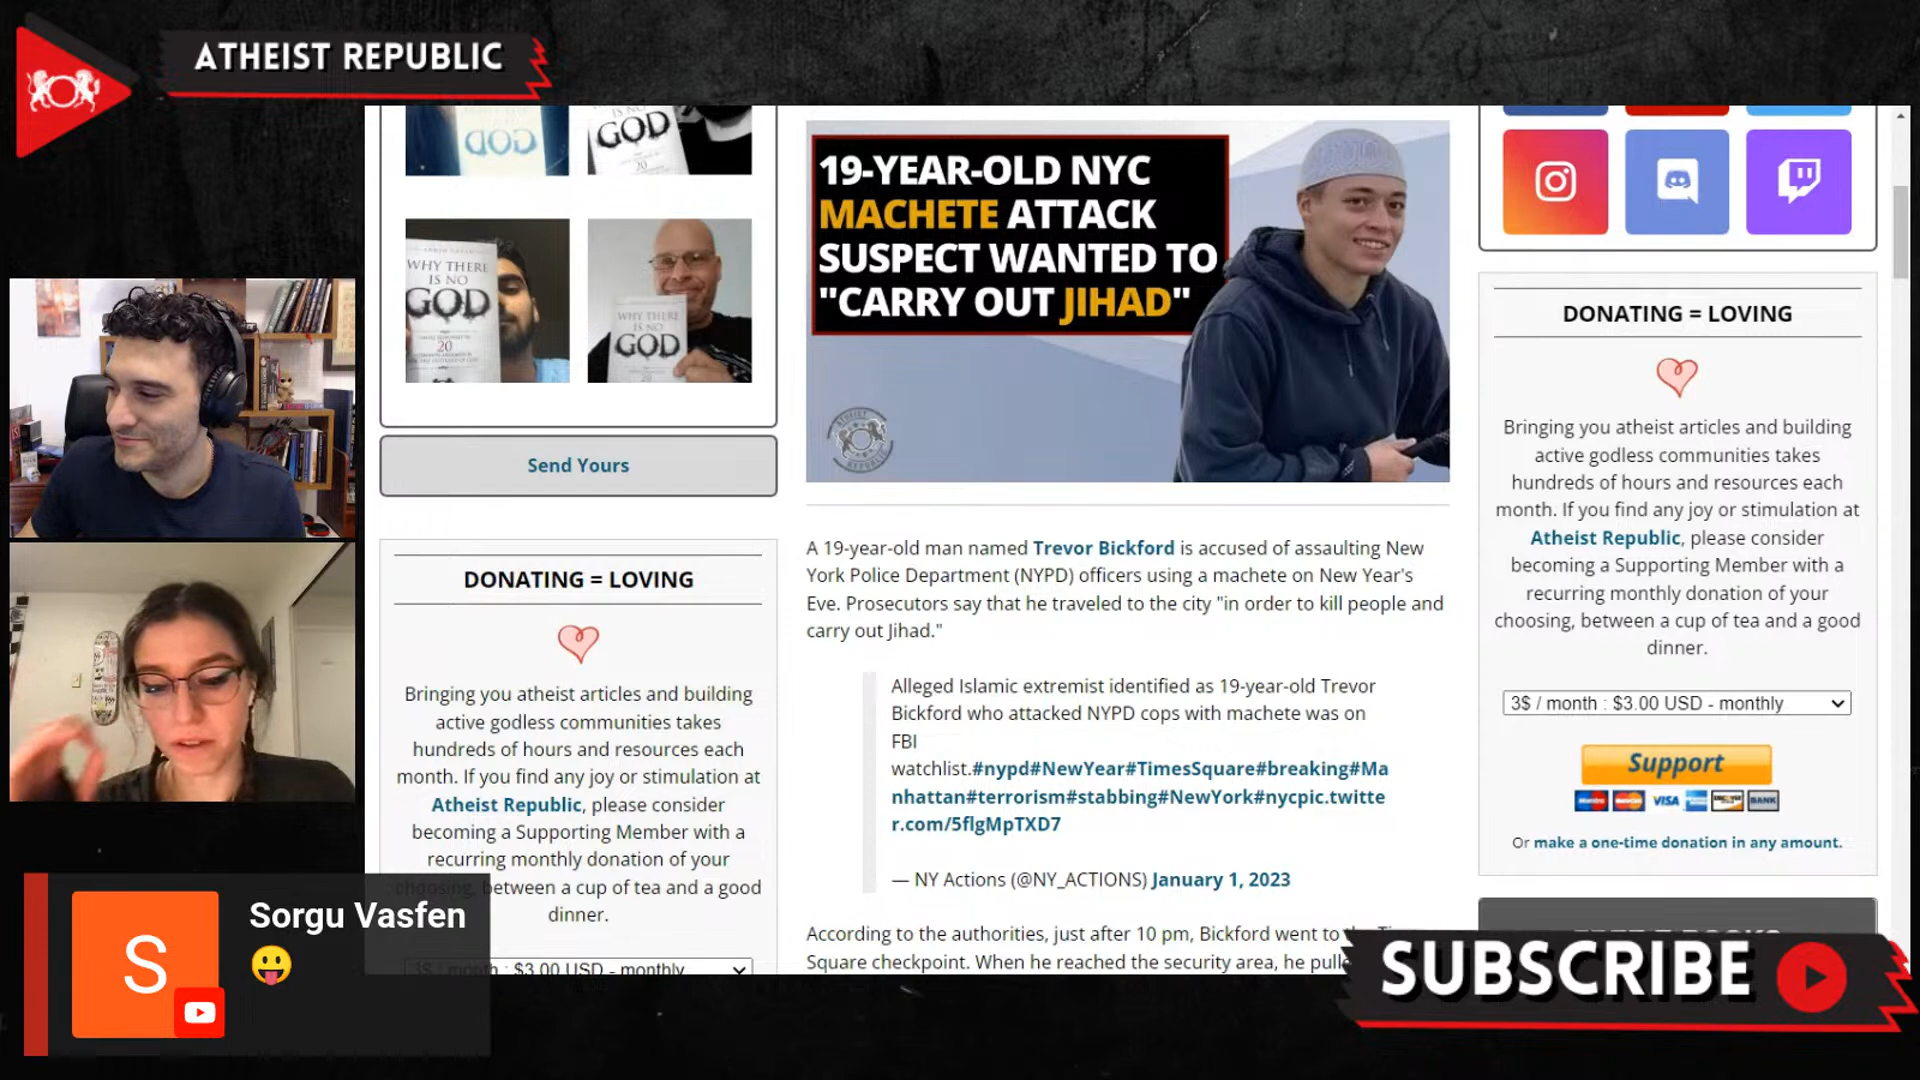 ATHEIST REPUBLIC
GOD
GOD
WHY THERE
IS NO
GOD
20
WHY THERE
IS NO
GOD
20
Send Yours
DONATING = LOVING
Bringing you atheist articles and building
active godless communities takes
hundreds of hours and resources each
month. If you find any joy or stimulation at
Atheist Republic, please consider
becoming a Supporting Member with a
recurring monthly donation of your
choosing, between a cup of tea and a good
dinner.
3$ / month : $3.00 USD - monthly
19-YEAR-OLD NYC
MACHETE ATTACK
SUSPECT WANTED TO
"CARRY OUT JIHAD"
ATHEIST
REPUBLIC
A 19-year-old man named Trevor Bickford is accused of assaulting New
York Police Department (NYPD) officers using a machete on New Year's
Eve. Prosecutors say that he traveled to the city "in order to kill people and
carry out Jihad."
Alleged Islamic extremist identified as 19-year-old Trevor
Bickford who attacked NYPD cops with machete was on
FBI
watchlist.#nypd#NewYear#TimesSquare#breaking#Ma
nhattan#terrorism#stabbing#NewYork#nycpic.twitte
r.com/5flgMpTXD7
— NY Actions (@NY_ACTIONS) January 1, 2023
According to the authorities, just after 10 pm, Bickford went to
Square checkpoint. When he reached the security area, he
DONATING = LOVING
Bringing you atheist articles and building
active godless communities takes
hundreds of hours and resources each
month. If you find any joy or stimulation at
Atheist Republic, please consider
becoming a Supporting Member with a
recurring monthly donation of your
choosing, between a cup of tea and a good
dinner.
3$ / month : $3.00 USD - monthly
Support
VISA
BANK
Or make a one-time donation in any amount.
S
Sorgu Vasfen
😛
SUBSCRIBE